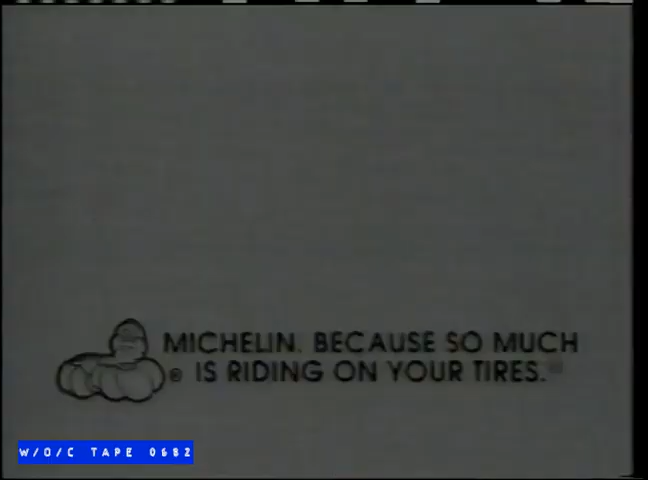 MICHELIN. BECAUSE SO MUCH
® IS RIDING ON YOUR TIRES.
W/O/C TAPE 0682